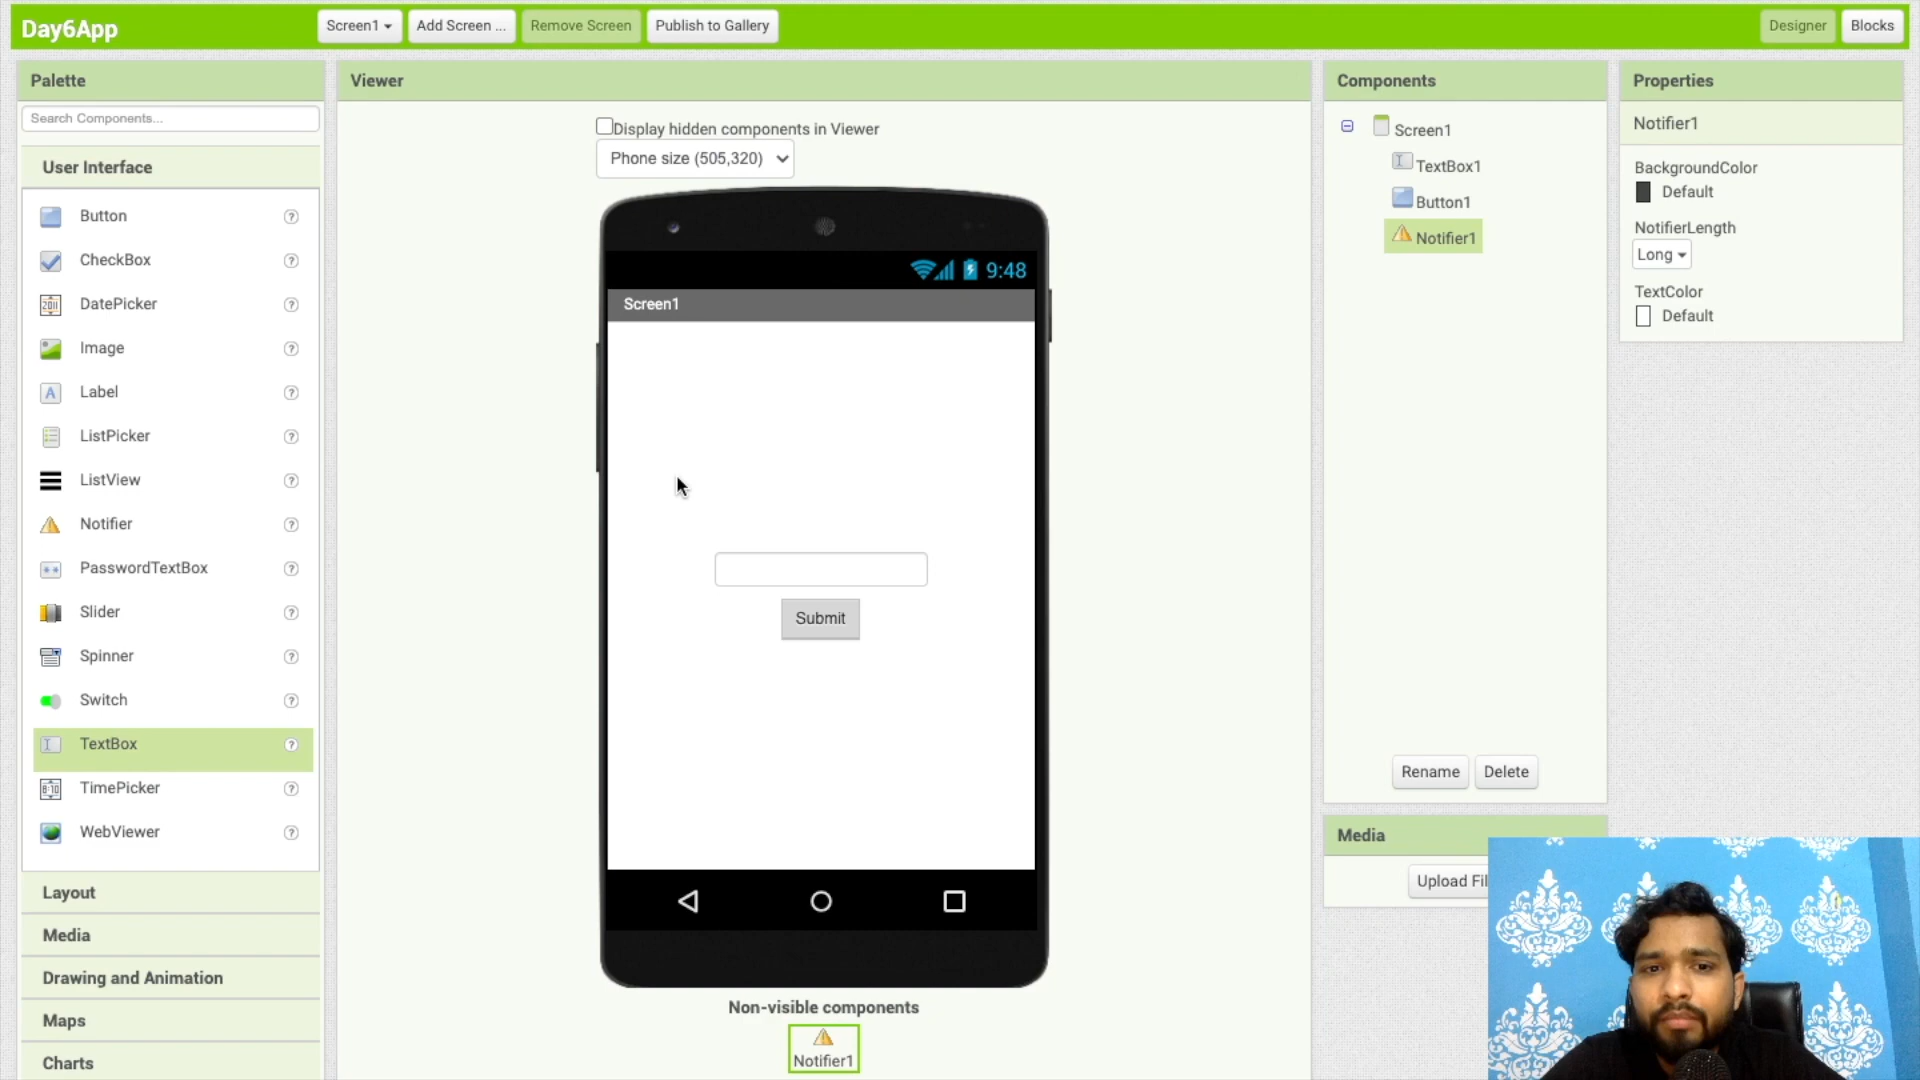 Day6App
Screen1
Add Screen ...
Remove Screen
Publish to Gallery
Designer
Blocks
Palette
Search Components...
User Interface
Button
CheckBox
DatePicker
Image
Label
ListPicker
ListView
Notifier
PasswordTextBox
Slider
Spinner
Switch
TextBox
TimePicker
WebViewer
Layout
Media
Drawing and Animation
Maps
Charts
Viewer
Display hidden components in Viewer
Phone size (505,320)
9:48
Screen1
Submit
Non-visible components
Notifier1
Components
Screen1
TextBox1
Button1
Notifier1
Rename
Delete
Media
Upload Fil
Properties
Notifier1
BackgroundColor
Default
NotifierLength
Long
TextColor
Default